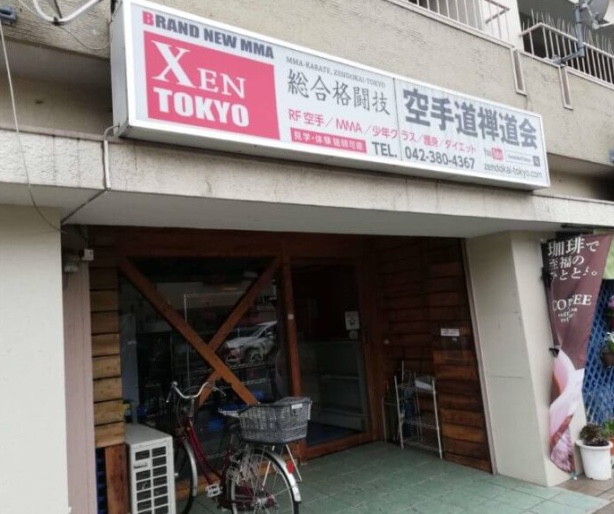 BRAND NEW MMA
XEN
TOKYO
MMA-KARATE, ZENDOKAI-TOKYO
総合格闘技
空手道禅道会
RF空手／MMA／少年クラス／護身／ダイエット
見学・体験随時可能
TEL. 042-380-4367
zendokai-tokyo.com
珈琲で
至福の
ひととき。
COFFEE